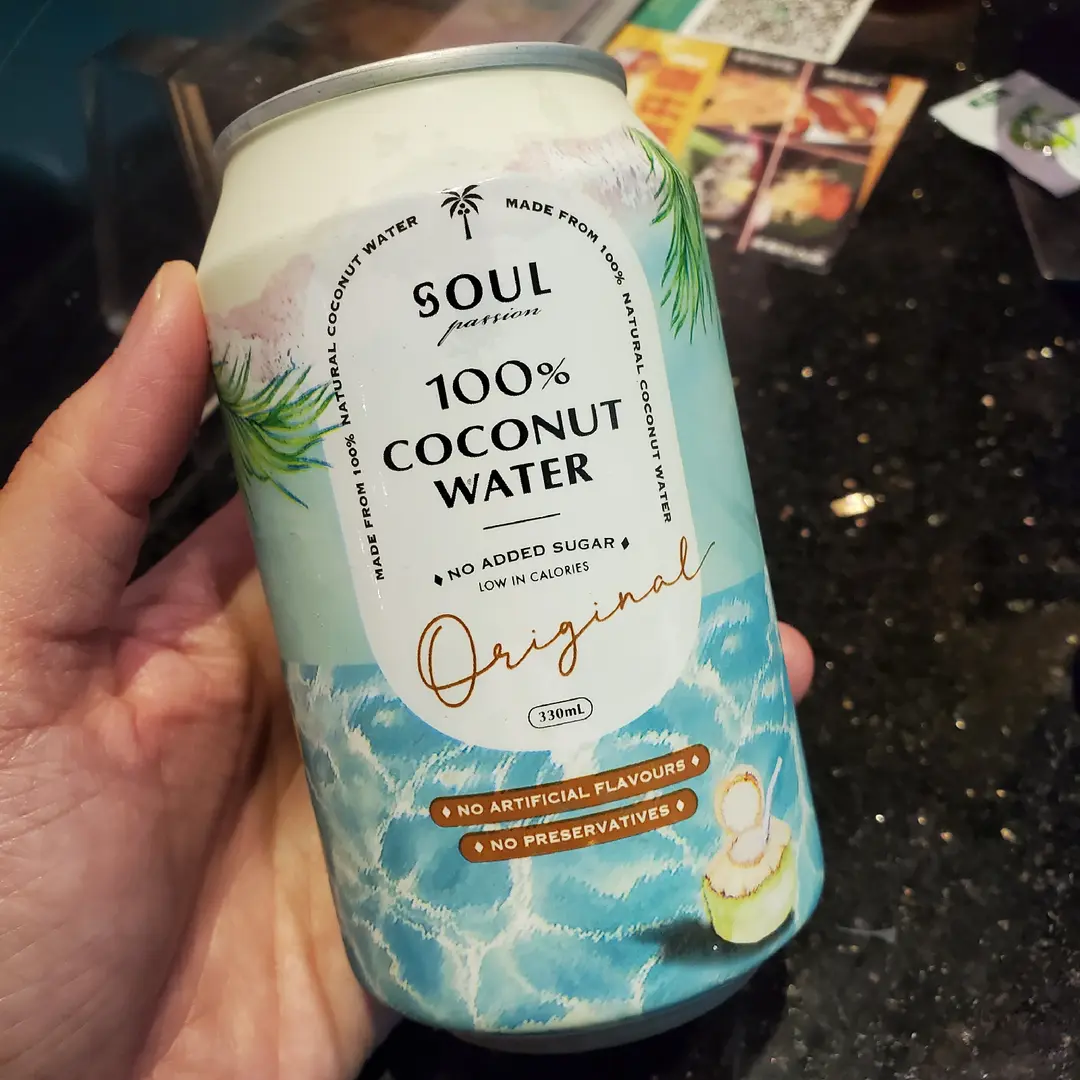 MADE FROM 100% NATURAL COCONUT WATER
MADE FROM 100% NATURAL COCONUT WATER
SOUL
passion
100%
COCONUT
WATER
NO ADDED SUGAR
LOW IN CALORIES
Original
330mL
NO ARTIFICIAL FLAVOURS
NO PRESERVATIVES